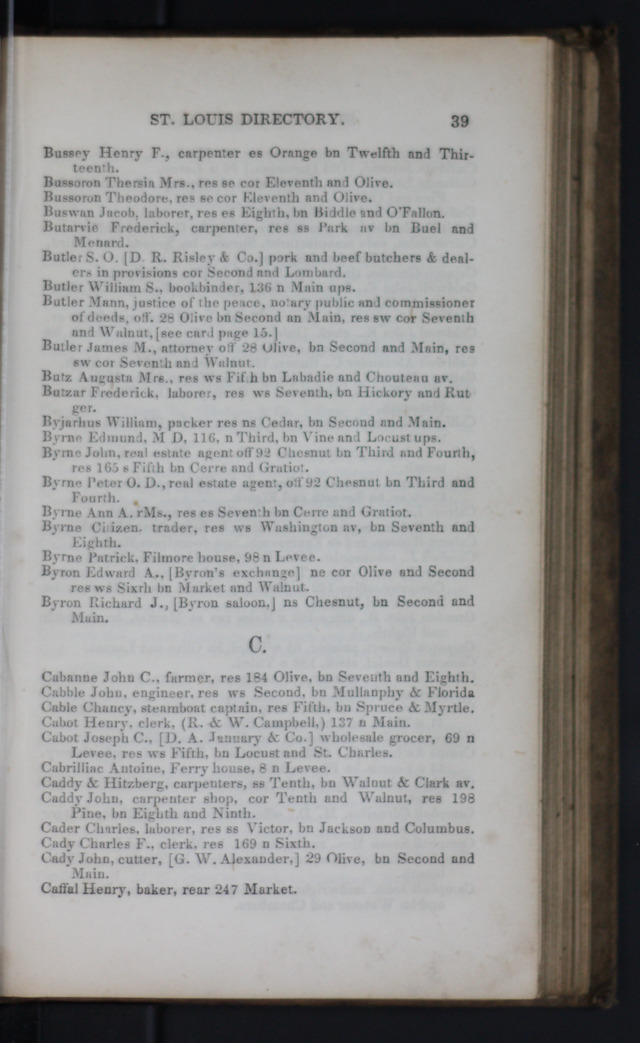 ST. LOUIS DIRECTORY. 39
Bussey Henry F., carpenter es Orange bn Twelfth and Thir-
teenth.
Bussoron Thersia Mrs., res se cor Eleventh and Olive.
Bussoron Theodore, res se cor Eleventh and Olive.
Buswan Jacob, laborer, res es Eighth, bn Biddle and O'Fallon.
Butarvie Frederick, carpenter, res ss Park av bn Buel and
Menard.
Butler S. O. [D. R. Risley & Co.] pork and beef butchers & deal-
ers in provisions cor Second and Lombard.
Butler William S., bookbinder, 136 n Main ups.
Butler Mann, justice of the peace, notary public and commissioner
of deeds, off. 28 Olive bn Second an Main, res sw cor Seventh
and Walnut, [see card page 15.]
Butler James M., attorney off 28 Olive, bn Second and Main, res
sw cor Seventh and Walnut.
Butz Augusta Mrs., res ws Fif h bn Labadie and Chouteau av.
Butzar Frederick, laborer, res ws Seventh, bn Hickory and Rut
ger.
Byjarhus William, packer res ns Cedar, bn Second and Main.
Byrne Edmund, M D, 116, n Third, bn Vine and Locust ups.
Byrne John, real estate agent off 92 Chesnut bn Third and Fourth,
res 165 s Fifth bn Cerre and Gratiot.
Byrne Peter O. D., real estate agent, off 92 Chesnut bn Third and
Fourth.
Byrne Ann A. rMs., res es Seventh bn Cerre and Gratiot.
Byrne Citizen. trader, res ws Washington av, bn Seventh and
Eighth.
Byrne Patrick, Filmore house, 98 n Levee.
Byron Edward A., [Byron's exchange] ne cor Olive and Second
res ws Sixrh bn Market and Walnut.
Byron Richard J., [Byron saloon,] ns Chesnut, bn Second and
Main.
C.
Cabanne John C., farmer, res 184 Olive, bn Seventh and Eighth.
Cabble John, engineer, res ws Second, bn Mullanphy & Florida
Cable Chancy, steamboat captain, res Fifth, bn Spruce & Myrtle.
Cabot Henry, clerk, (R. & W. Campbell,) 137 n Main.
Cabot Joseph C., [D. A. January & Co.] wholesale grocer, 69 n
Levee, res ws Fifth, bn Locust and St. Charles.
Cabrilliac Antoine, Ferry house, 8 n Levee.
Caddy & Hitzberg, carpenters, ss Tenth, bn Walnut & Clark av.
Caddy John, carpenter shop, cor Tenth and Walnut, res 198
Pine, bn Eighth and Ninth.
Cader Charles, laborer, res ss Victor, bn Jackson and Columbus.
Cady Charles F., clerk, res 169 n Sixth.
Cady John, cutter, [G. W. Alexander,] 29 Olive, bn Second and
Main.
Caffal Henry, baker, rear 247 Market.